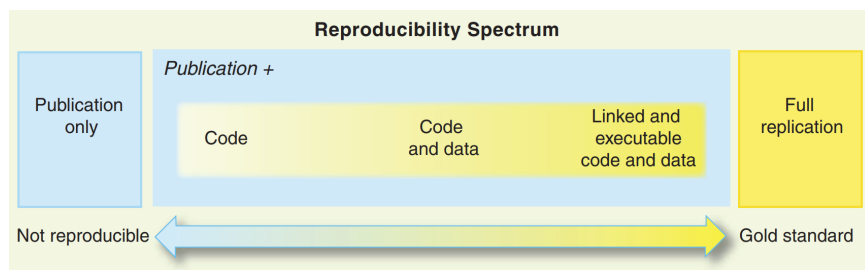 Reproducibility Spectrum
Publication
only
Publication +
Code
Code
and data
Linked and
executable
code and data
Full
replication
Not reproducible
Gold standard